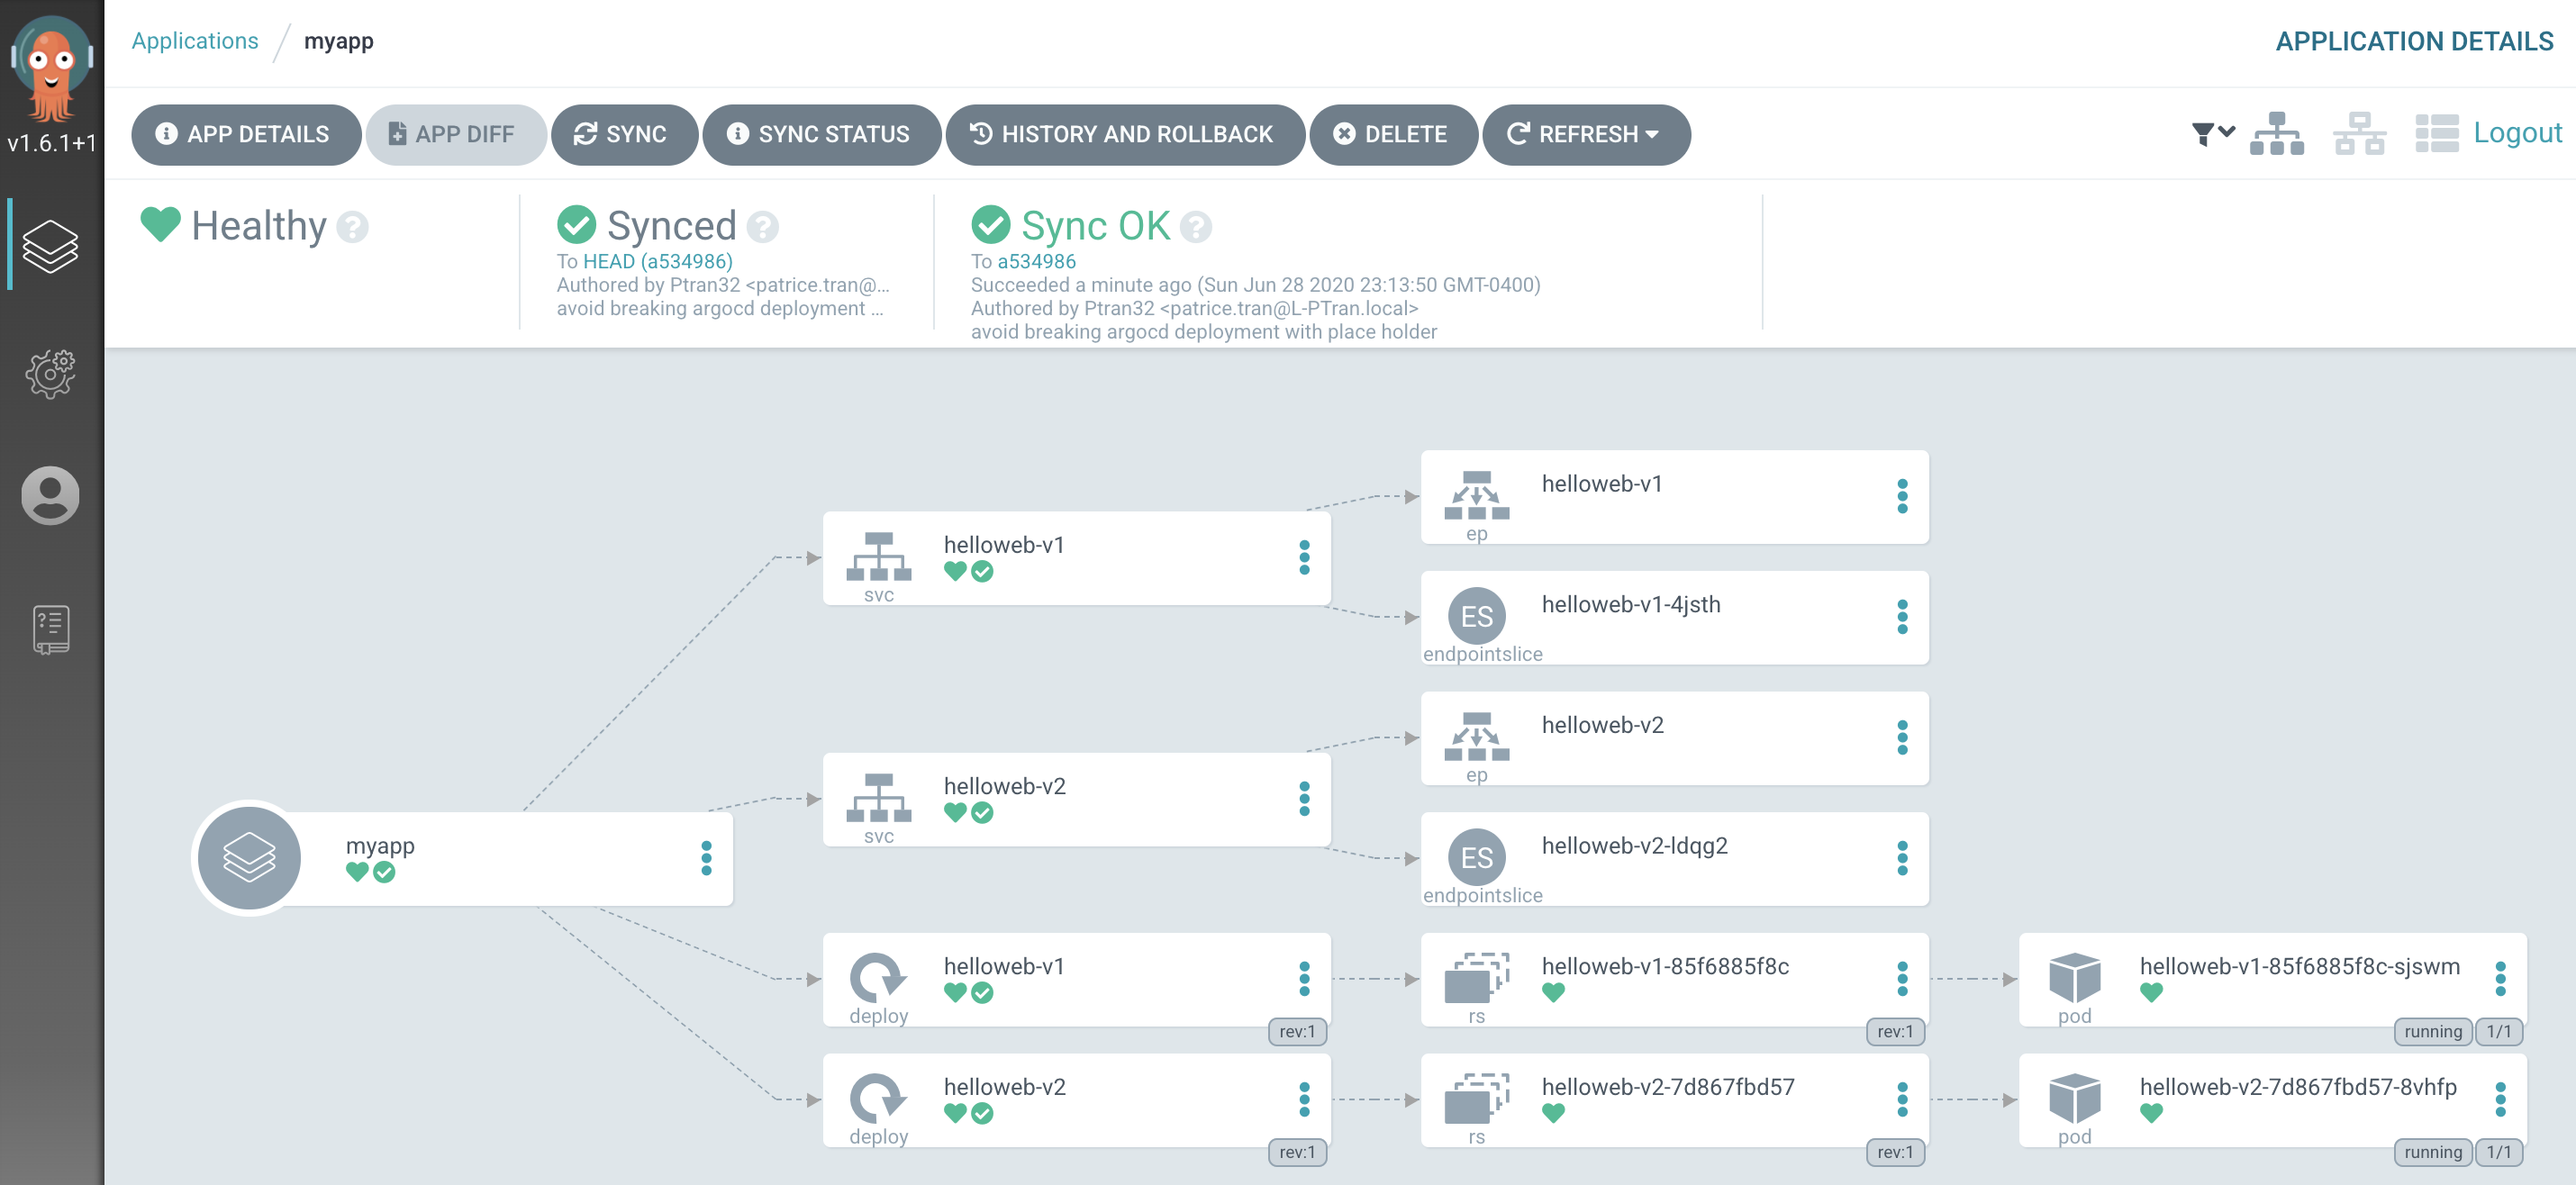 Applications / myapp
APPLICATION DETAILS
v1.6.1+1
APP DETAILS
APP DIFF
SYNC
SYNC STATUS
HISTORY AND ROLLBACK
DELETE
REFRESH
Logout
Healthy ?
Synced ?
To HEAD (a534986)
Authored by Ptran32 <patrice.tran@...
avoid breaking argocd deployment ...
Sync OK ?
To a534986
Succeeded a minute ago (Sun Jun 28 2020 23:13:50 GMT-0400)
Authored by Ptran32 <patrice.tran@L-PTran.local>
avoid breaking argocd deployment with place holder
myapp
helloweb-v1
svc
helloweb-v1
ep
helloweb-v1-4jsth
ES
endpointslice
helloweb-v2
svc
helloweb-v2
ep
helloweb-v2-ldqg2
ES
endpointslice
helloweb-v1
deploy
rev:1
helloweb-v1-85f6885f8c
rs
rev:1
helloweb-v1-85f6885f8c-sjswm
pod
running
1/1
helloweb-v2
deploy
rev:1
helloweb-v2-7d867fbd57
rs
rev:1
helloweb-v2-7d867fbd57-8vhfp
pod
running
1/1